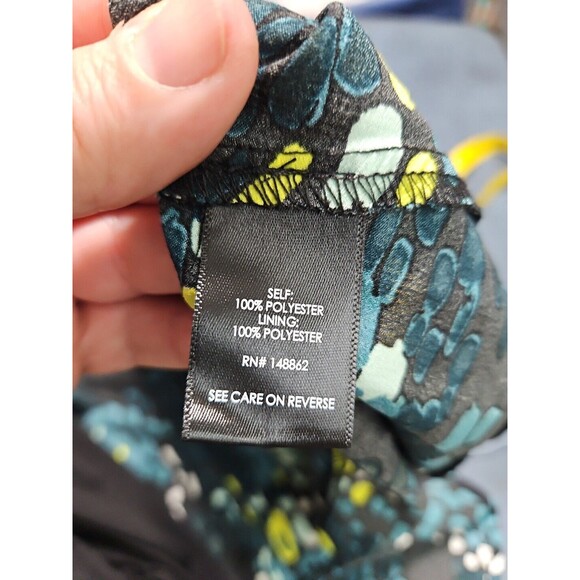 SELF:
100% POLYESTER
LINING:
100% POLYESTER
RN# 148862
SEE CARE ON REVERSE